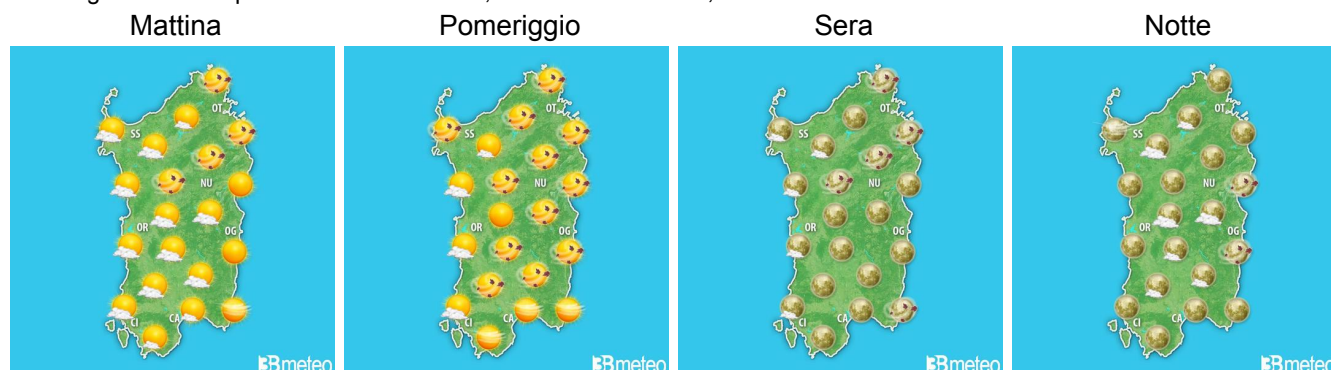 Mattina Pomeriggio Sera Notte
OT
SS
NU
OR
OG
CI
CA
3Bmeteo
OT
SS
NU
OR
OG
CI
CA
3Bmeteo
OT
SS
NU
OR
OG
CI
CA
3Bmeteo
OT
SS
NU
OR
OG
CI
CA
3Bmeteo